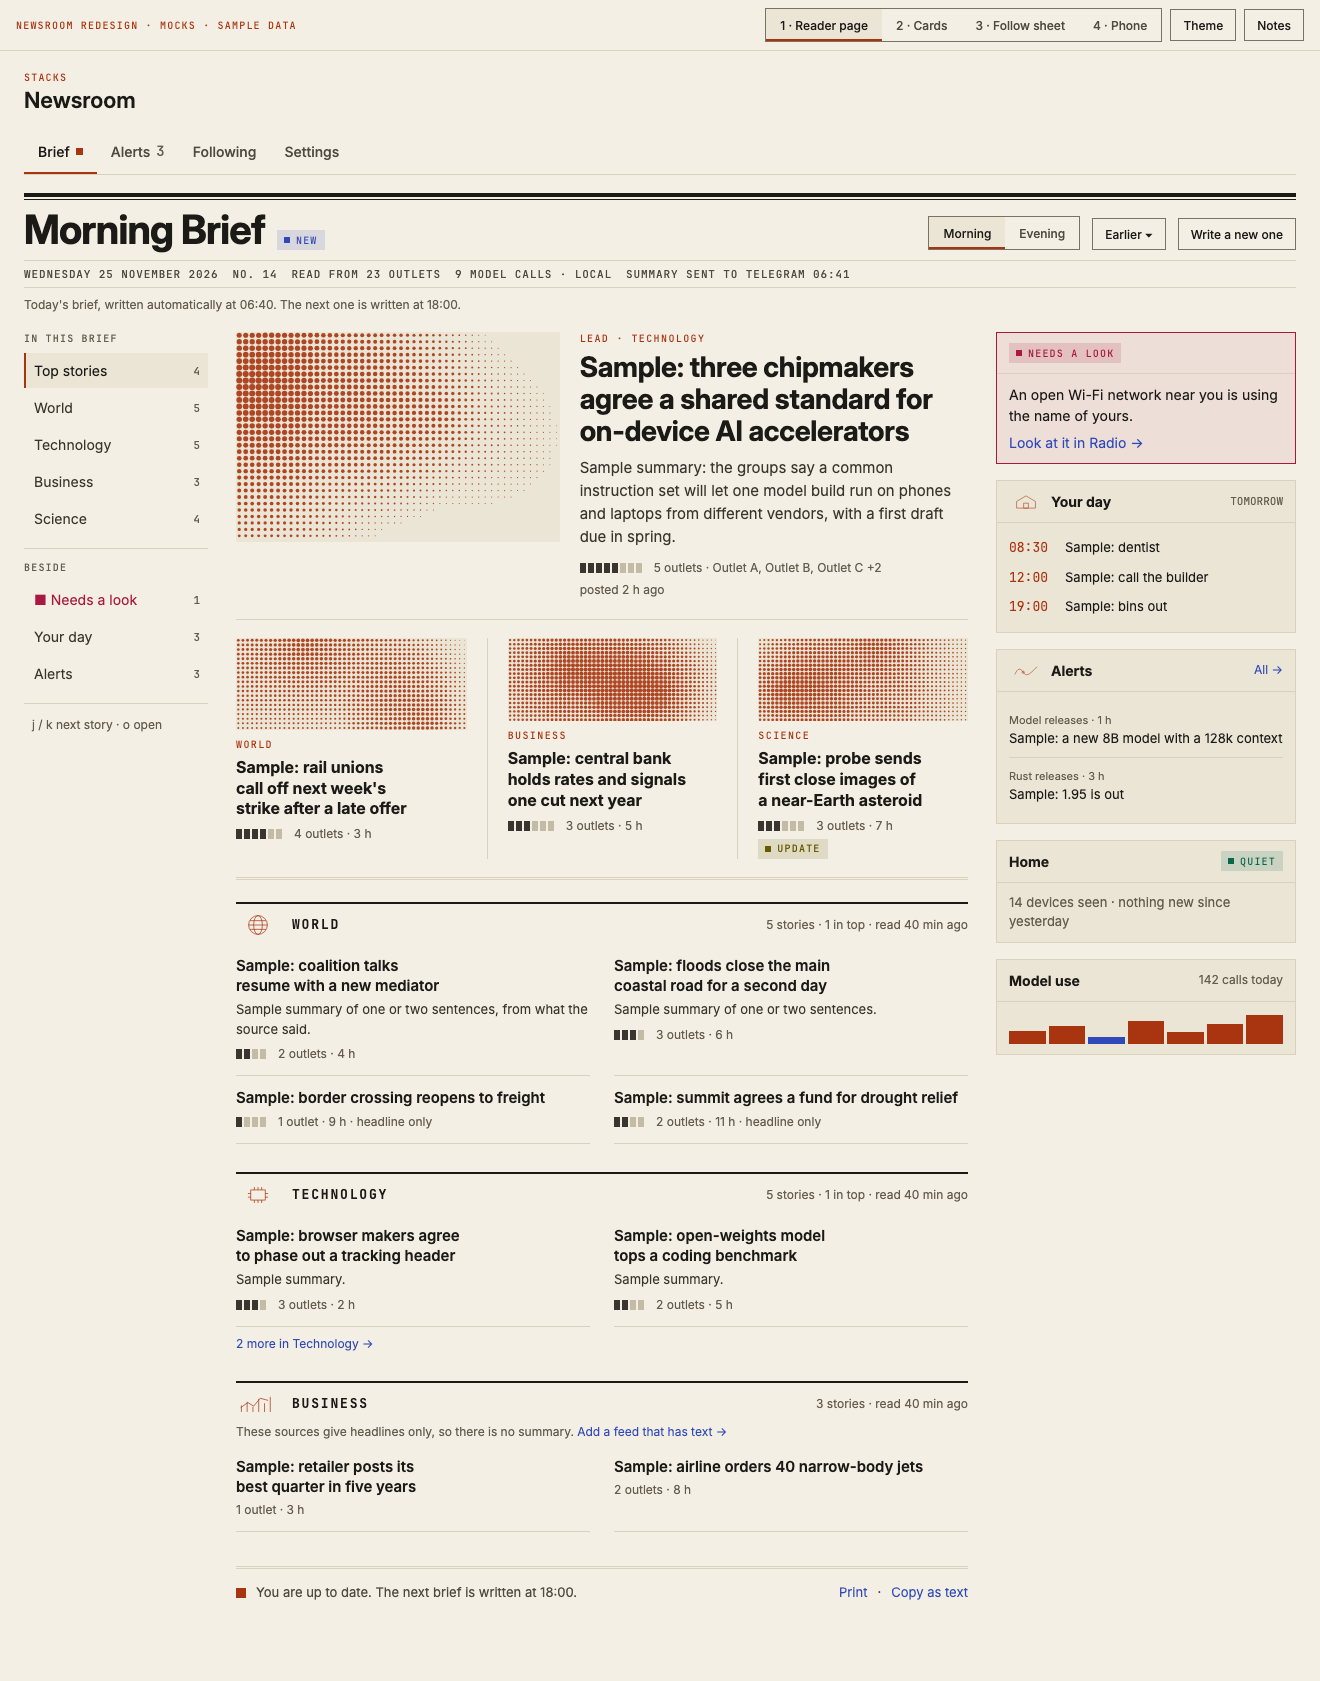 NEWSROOM REDESIGN · MOCKS · SAMPLE DATA
1 · Reader page
2 · Cards
3 · Follow sheet
4 · Phone
Theme
Notes
STACKS
Newsroom
Brief
Alerts 3
Following
Settings
Morning Brief
NEW
Morning
Evening
Earlier
Write a new one
WEDNESDAY 25 NOVEMBER 2026 NO. 14 READ FROM 23 OUTLETS 9 MODEL CALLS · LOCAL SUMMARY SENT TO TELEGRAM 06:41
Today's brief, written automatically at 06:40. The next one is written at 18:00.
IN THIS BRIEF
Top stories 4
World 5
Technology 5
Business 3
Science 4
BESIDE
Needs a look 1
Your day 3
Alerts 3
j / k next story · o open
LEAD · TECHNOLOGY
Sample: three chipmakers
agree a shared standard for
on-device AI accelerators
Sample summary: the groups say a common
instruction set will let one model build run on phones
and laptops from different vendors, with a first draft
due in spring.
5 outlets · Outlet A, Outlet B, Outlet C +2
posted 2 h ago
WORLD
Sample: rail unions
call off next week's
strike after a late offer
4 outlets · 3 h
BUSINESS
Sample: central bank
holds rates and signals
one cut next year
3 outlets · 5 h
SCIENCE
Sample: probe sends
first close images of
a near-Earth asteroid
3 outlets · 7 h
UPDATE
WORLD
5 stories · 1 in top · read 40 min ago
Sample: coalition talks
resume with a new mediator
Sample summary of one or two sentences, from what the
source said.
2 outlets · 4 h
Sample: floods close the main
coastal road for a second day
Sample summary of one or two sentences.
3 outlets · 6 h
Sample: border crossing reopens to freight
1 outlet · 9 h · headline only
Sample: summit agrees a fund for drought relief
2 outlets · 11 h · headline only
TECHNOLOGY
5 stories · 1 in top · read 40 min ago
Sample: browser makers agree
to phase out a tracking header
Sample summary.
3 outlets · 2 h
Sample: open-weights model
tops a coding benchmark
Sample summary.
2 outlets · 5 h
2 more in Technology →
BUSINESS
3 stories · read 40 min ago
These sources give headlines only, so there is no summary. Add a feed that has text →
Sample: retailer posts its
best quarter in five years
1 outlet · 3 h
Sample: airline orders 40 narrow-body jets
2 outlets · 8 h
You are up to date. The next brief is written at 18:00.
Print · Copy as text
NEEDS A LOOK
An open Wi-Fi network near you is using
the name of yours.
Look at it in Radio →
Your day
TOMORROW
08:30 Sample: dentist
12:00 Sample: call the builder
19:00 Sample: bins out
Alerts
All →
Model releases · 1 h
Sample: a new 8B model with a 128k context
Rust releases · 3 h
Sample: 1.95 is out
Home
QUIET
14 devices seen · nothing new since
yesterday
Model use
142 calls today